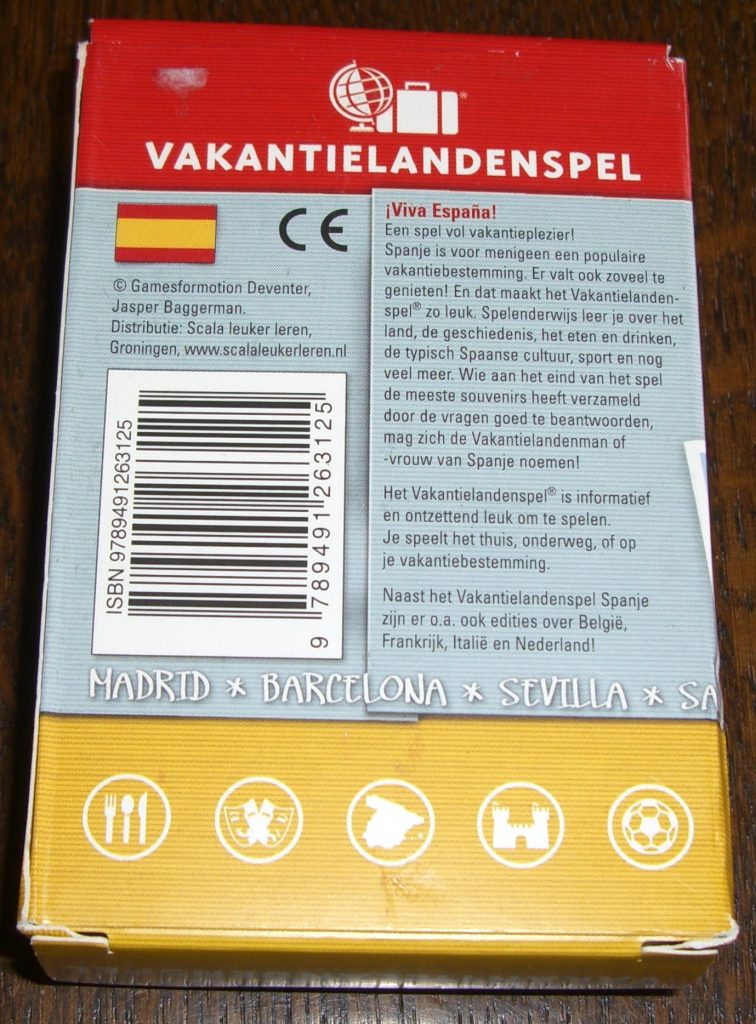 ®
VAKANTIELANDENSPEL
CE
© Gamesformotion Deventer,
Jasper Baggerman.
Distributie: Scala leuker leren,
Groningen, www.scalaleukerleren.nl
ISBN 9789491263125
9 789491 263125
¡Viva España!
Een spel vol vakantieplezier!
Spanje is voor menigeen een populaire
vakantiebestemming. Er valt ook zoveel te
genieten! En dat maakt het Vakantielanden-
spel® zo leuk. Spelenderwijs leer je over het
land, de geschiedenis, het eten en drinken,
de typisch Spaanse cultuur, sport en nog
veel meer. Wie aan het eind van het spel
de meeste souvenirs heeft verzameld
door de vragen goed te beantwoorden,
mag zich de Vakantielandenman of
-vrouw van Spanje noemen!
Het Vakantielandenspel® is informatief
en ontzettend leuk om te spelen.
Je speelt het thuis, onderweg, of op
je vakantiebestemming.
Naast het Vakantielandenspel Spanje
zijn er o.a. ook edities over België,
Frankrijk, Italië en Nederland!
MADRID * BARCELONA * SEVILLA * SA